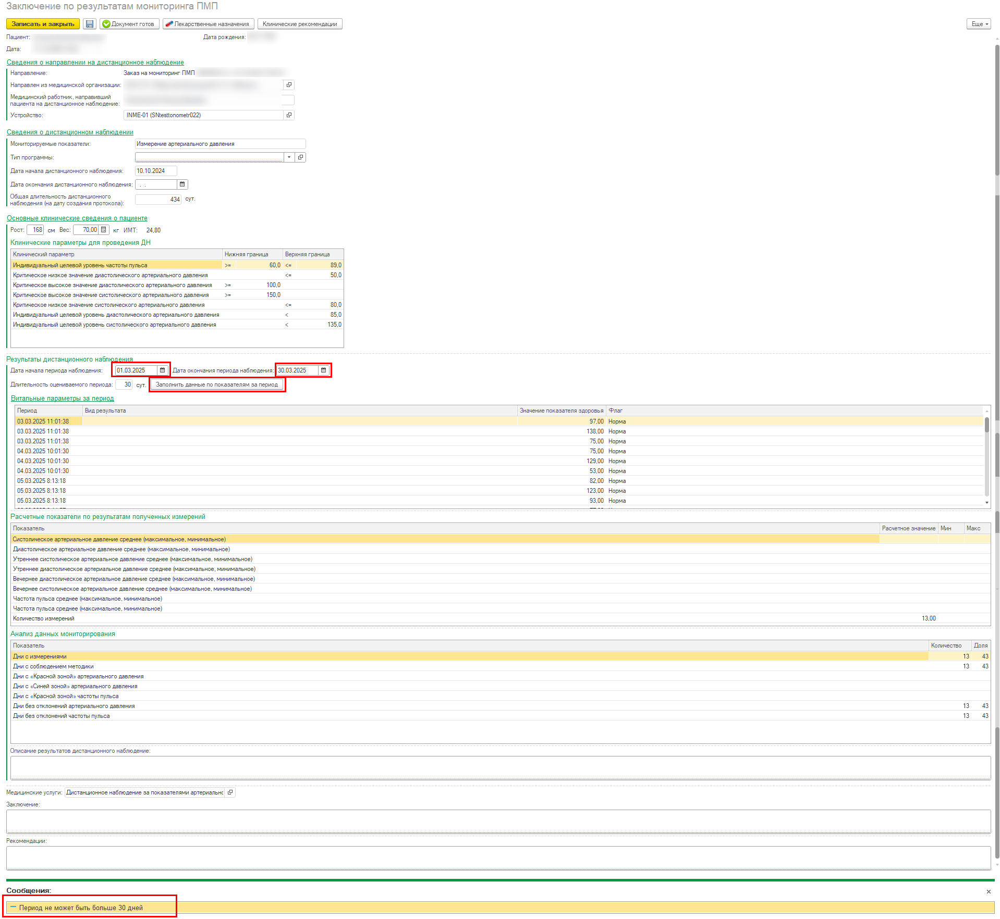 Заключение по результатам мониторинга ПМП
Записать и закрыть Документ готов Лекарственные назначения Клинические рекомендации Еще
Пациент: Дата рождения:
Дата:
Сведения о направлении на дистанционное наблюдение
Направление: Заказ на мониторинг ПМП
Направлен из медицинской организации:
Медицинский работник, направивший
пациента на дистанционное наблюдение:
Устройство: INME-01 (SNtesttonometr022)
Сведения о дистанционном наблюдении
Мониторируемые показатели: Измерение артериального давления
Тип программы:
Дата начала дистанционного наблюдения: 10.10.2024
Дата окончания дистанционного наблюдения: . .
Общая длительность дистанционного
наблюдения (на дату создания протокола): 434 сут.
Основные клинические сведения о пациенте
Рост: 168 см Вес: 70,00 кг ИМТ: 24,80
Клинические параметры для проведения ДН
Клинический параметр Нижняя граница Верхняя граница
Индивидуальный целевой уровень частоты пульса >= 60,0 <= 89,0
Критическое низкое значение диастолического артериального давления <= 50,0
Критическое высокое значение диастолического артериального давления >= 100,0
Критическое высокое значение систолического артериального давления >= 150,0
Критическое низкое значение систолического артериального давления <= 80,0
Индивидуальный целевой уровень диастолического артериального давления < 85,0
Индивидуальный целевой уровень систолического артериального давления < 135,0
Результаты дистанционного наблюдения
Дата начала периода наблюдения: 01.03.2025 Дата окончания периода наблюдения: 30.03.2025
Длительность оцениваемого периода: 30 сут. Заполнить данные по показателям за период
Витальные параметры за период
Период Вид результата Значение показателя здоровья Флаг
03.03.2025 11:01:38 97,00 Норма
03.03.2025 11:01:38 138,00 Норма
03.03.2025 11:01:38 75,00 Норма
04.03.2025 10:01:30 75,00 Норма
04.03.2025 10:01:30 129,00 Норма
04.03.2025 10:01:30 53,00 Норма
05.03.2025 8:13:18 82,00 Норма
05.03.2025 8:13:18 123,00 Норма
05.03.2025 8:13:18 93,00 Норма
Расчетные показатели по результатам полученных измерений
Показатель Расчетное значение Мин Макс
Систолическое артериальное давление среднее (максимальное, минимальное)
Диастолическое артериальное давление среднее (максимальное, минимальное)
Утреннее систолическое артериальное давление среднее (максимальное, минимальное)
Утреннее диастолическое артериальное давление среднее (максимальное, минимальное)
Вечернее диастолическое артериальное давление среднее (максимальное, минимальное)
Вечернее систолическое артериальное давление среднее (максимальное, минимальное)
Частота пульса среднее (максимальное, минимальное)
Частота пульса среднее (максимальное, минимальное)
Количество измерений 13,00
Анализ данных мониторирования
Показатель Количество Доля
Дни с измерениями 13 43
Дни с соблюдением методики 13 43
Дни с «Красной зоной» артериального давления
Дни с «Синей зоной» артериального давления
Дни с «Красной зоной» частоты пульса
Дни без отклонений артериального давления 13 43
Дни без отклонений частоты пульса 13 43
Описание результатов дистанционного наблюдение:
Медицинские услуги: Дистанционное наблюдение за показателями артериально
Заключение:
Рекомендации:
Сообщения:
Период не может быть больше 30 дней